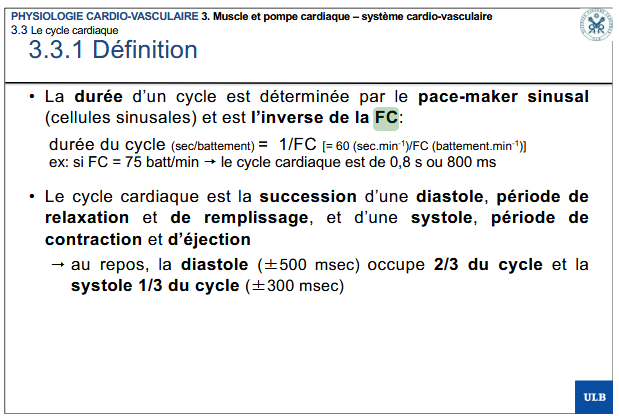 PHYSIOLOGIE CARDIO-VASCULAIRE 3. Muscle et pompe cardiaque – système cardio-vasculaire
3.3 Le cycle cardiaque
3.3.1 Définition
• La durée d'un cycle est déterminée par le pace-maker sinusal
(cellules sinusales) et est l'inverse de la FC:
durée du cycle (sec/battement) = 1/FC [= 60 (sec.min⁻¹)/FC (battement.min⁻¹)]
ex: si FC = 75 batt/min → le cycle cardiaque est de 0,8 s ou 800 ms
• Le cycle cardiaque est la succession d'une diastole, période de
relaxation et de remplissage, et d'une systole, période de
contraction et d'éjection
→ au repos, la diastole (±500 msec) occupe 2/3 du cycle et la
systole 1/3 du cycle (±300 msec)
ULB